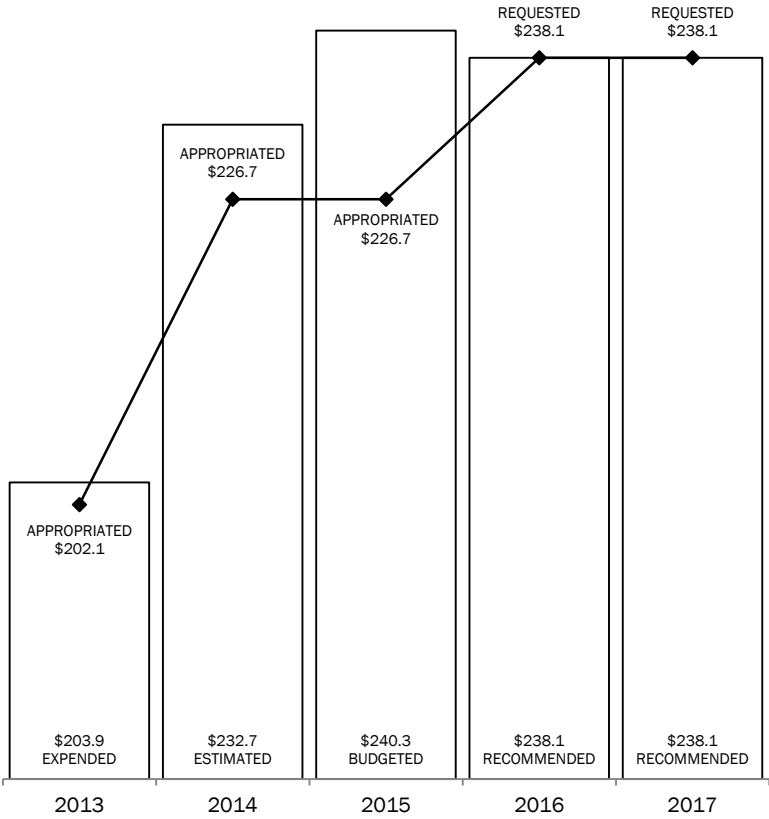 REQUESTED
$238.1
REQUESTED
$238.1
APPROPRIATED
$226.7
APPROPRIATED
$226.7
APPROPRIATED
$202.1
$203.9
EXPENDED
$232.7
ESTIMATED
$240.3
BUDGETED
$238.1
RECOMMENDED
$238.1
RECOMMENDED
2013
2014
2015
2016
2017